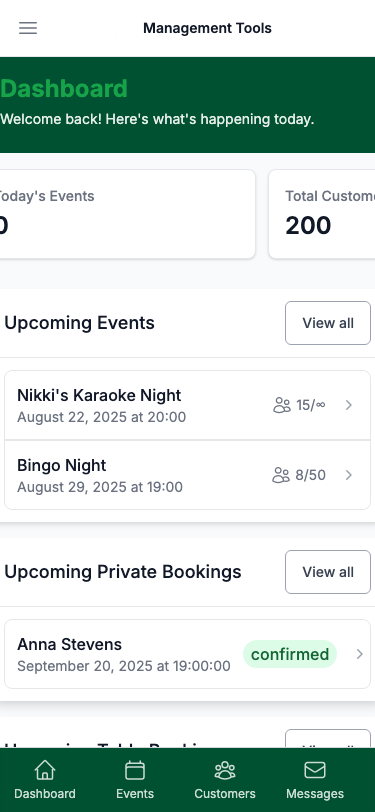 Management Tools
Dashboard
Welcome back! Here's what's happening today.
Today's Events
0
Total Custome
200
Upcoming Events
View all
Nikki's Karaoke Night
August 22, 2025 at 20:00
15/∞
Bingo Night
August 29, 2025 at 19:00
8/50
Upcoming Private Bookings
View all
Anna Stevens
September 20, 2025 at 19:00:00
confirmed
Dashboard
Events
Customers
Messages